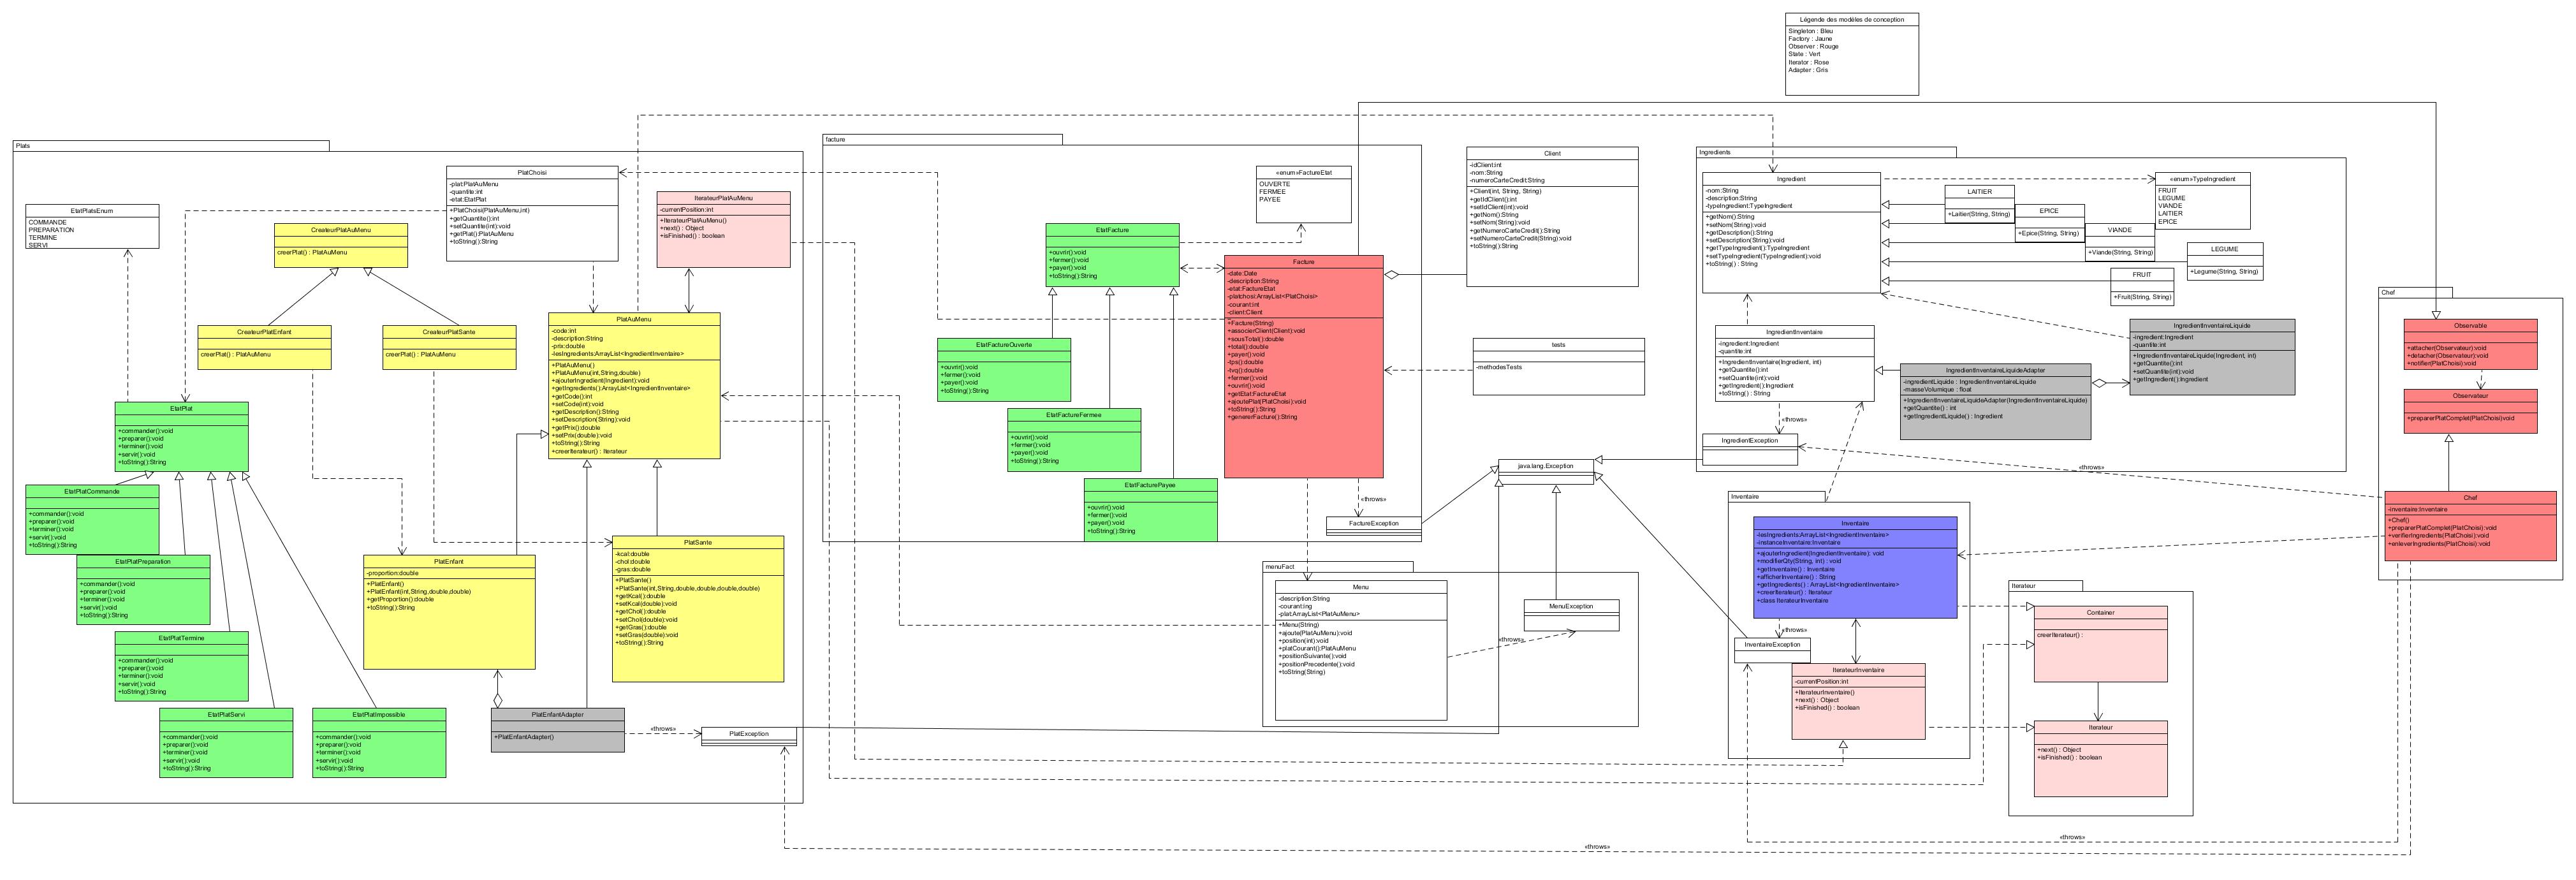 Légende des modèles de conception
Singleton : Bleu
Factory : Jaune
Observer : Rouge
State : Vert
Iterator : Rose
Adapter : Gris
Plats
EtatPlatsEnum
COMMANDE
PREPARATION
TERMINE
SERVI
CreateurPlatAuMenu
creerPlat() : PlatAuMenu
PlatChoisi
-plat:PlatAuMenu
-quantite:int
-etat:EtatPlat
+PlatChoisi(PlatAuMenu,int)
+getQuantite():int
+setQuantite(int):void
+getPlat():PlatAuMenu
+toString():String
IterateurPlatAuMenu
-currentPosition:int
+IterateurPlatAuMenu()
+next() : Object
+isFinished() : boolean
CreateurPlatEnfant
creerPlat() : PlatAuMenu
CreateurPlatSante
creerPlat() : PlatAuMenu
PlatAuMenu
-code:int
-description:String
-prix:double
-lesIngredients:ArrayList<IngredientInventaire>
+PlatAuMenu()
+PlatAuMenu(int,String,double)
+ajouterIngredient(Ingredient):void
+getIngredients():ArrayList<IngredientInventaire>
+getCode():int
+setCode(int):void
+getDescription():String
+setDescription(String):void
+getPrix():double
+setPrix(double):void
+toString():String
+creerIterateur() : Iterateur
EtatPlat
+commander():void
+preparer():void
+terminer():void
+servir():void
+toString():String
EtatPlatCommande
+commander():void
+preparer():void
+terminer():void
+servir():void
+toString():String
EtatPlatPreparation
+commander():void
+preparer():void
+terminer():void
+servir():void
+toString():String
EtatPlatTermine
+commander():void
+preparer():void
+terminer():void
+servir():void
+toString():String
EtatPlatServi
+commander():void
+preparer():void
+terminer():void
+servir():void
+toString():String
EtatPlatImpossible
+commander():void
+preparer():void
+terminer():void
+servir():void
+toString():String
PlatEnfant
-proportion:double
+PlatEnfant()
+PlatEnfant(int,String,double,double)
+getProportion():double
+toString():String
PlatSante
-kcal:double
-chol:double
-gras:double
+PlatSante()
+PlatSante(int,String,double,double,double,double)
+getKcal():double
+setKcal(double):void
+getChol():double
+setChol(double):void
+getGras():double
+setGras(double):void
+toString():String
PlatEnfantAdapter
+PlatEnfantAdapter()
«throws»
PlatException
facture
«enum»FactureEtat
OUVERTE
FERMEE
PAYEE
EtatFacture
+ouvrir():void
+fermer():void
+payer():void
+toString():String
EtatFactureOuverte
+ouvrir():void
+fermer():void
+payer():void
+toString():String
EtatFactureFermee
+ouvrir():void
+fermer():void
+payer():void
+toString():String
EtatFacturePayee
+ouvrir():void
+fermer():void
+payer():void
+toString():String
Facture
-date:Date
-description:String
-etat:FactureEtat
-platchosi:ArrayList<PlatChoisi>
-courant:int
-client:Client
+Facture(String)
+associerClient(Client):void
+sousTotal():double
+total():double
+payer():void
-tps():double
-tvq():double
+fermer():void
+ouvrir():void
+getEtat:FactureEtat
+ajoutePlat(PlatChoisi):void
+toString():String
+genererFacture():String
«throws»
FactureException
Client
-idClient:int
-nom:String
-numeroCarteCredit:String
+Client(int, String, String)
+getIdClient():int
+setIdClient(int):void
+getNom():String
+setNom(String):void
+getNumeroCarteCredit():String
+setNumeroCarteCredit(String):void
+toString():String
tests
-methodesTests
java.lang.Exception
menuFact
Menu
-description:String
-courant:ing
-plat:ArrayList<PlatAuMenu>
+Menu(String)
+ajoute(PlatAuMenu):void
+position(int):void
+platCourant():PlatAuMenu
+positionSuivante():void
+positionPrecedente():void
+toString(String)
MenuException
«throws»
Ingredients
Ingredient
-nom:String
-description:String
-typeIngredient:TypeIngredient
+getNom():String
+setNom(String):void
+getDescription():String
+setDescription(String):void
+getTypeIngredient():TypeIngredient
+setTypeIngredient(TypeIngredient):void
+toString() : String
LAITIER
+Laitier(String, String)
EPICE
+Epice(String, String)
VIANDE
+Viande(String, String)
LEGUME
+Legume(String, String)
FRUIT
+Fruit(String, String)
«enum»TypeIngredient
FRUIT
LEGUME
VIANDE
LAITIER
EPICE
IngredientInventaire
-ingredient:Ingredient
-quantite:int
+IngredientInventaire(Ingredient, int)
+getQuantite():int
+setQuantite(int):void
+getIngredient():Ingredient
+toString() : String
«throws»
IngredientException
IngredientInventaireLiquideAdapter
-ingredientLiquide : IngredientInventaireLiquide
-masseVolumique : float
+IngredientInventaireLiquideAdapter(IngredientInventaireLiquide)
+getQuantite() : int
+getIngredientLiquide() : Ingredient
IngredientInventaireLiquide
-ingredient:Ingredient
-quantite:int
+IngredientInventaireLiquide(Ingredient, int)
+getQuantite():int
+setQuantite(int):void
+getIngredient():Ingredient
«throws»
Inventaire
Inventaire
-lesIngredients:ArrayList<IngredientInventaire>
-instanceInventaire:Inventaire
+ajouterIngredient(IngredientInventaire): void
+modifierQty(String, int) : void
+getInventaire() : Inventaire
+afficherInventaire() : String
+getIngredients() : ArrayList<IngredientInventaire>
+creerIterateur() : Iterateur
+class IterateurInventaire
«throws»
InventaireException
IterateurInventaire
-currentPosition:int
+IterateurInventaire()
+next() : Object
+isFinished() : boolean
Iterateur
Container
creerIterateur() :
Iterateur
+next() : Object
+isFinished() : boolean
Chef
Observable
+attacher(Observateur):void
+detacher(Observateur):void
+notifier(PlatChoisi):void
Observateur
+preparerPlatComplet(PlatChoisi)void
Chef
-inventaire:Inventaire
+Chef()
+preparerPlatComplet(PlatChoisi):void
+verifierIngredients(PlatChoisi):void
+enleverIngredients(PlatChoisi):void
«throws»
«throws»